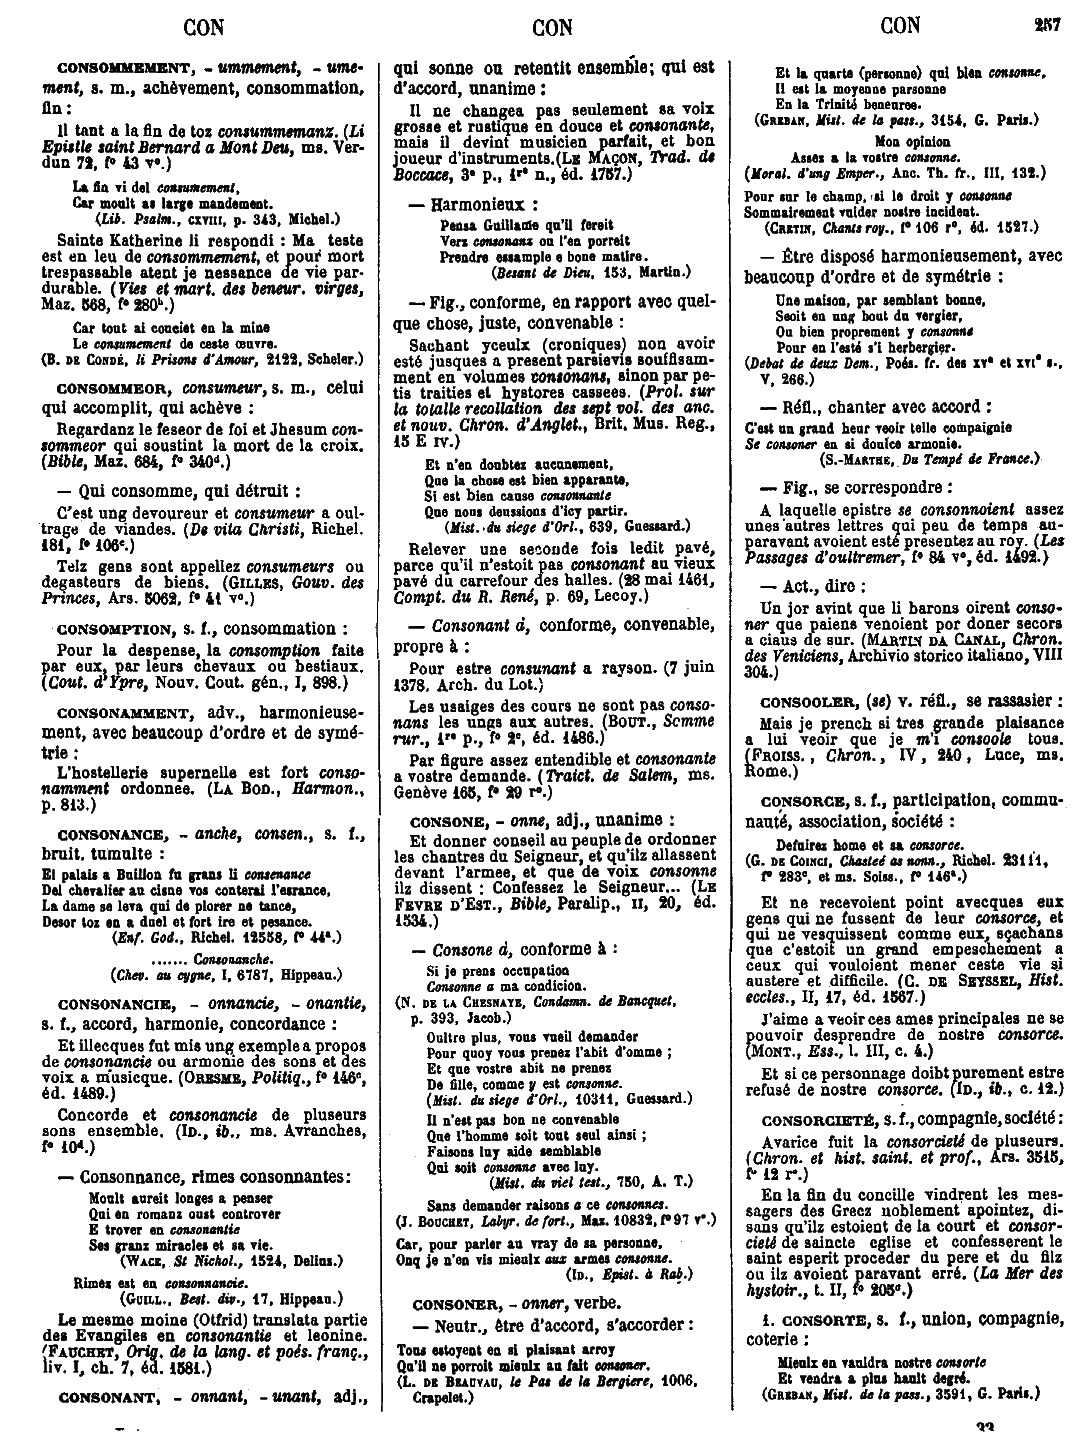 CON
CON
CON
257
CONSOMMEMENT, - ummement, - ume-
ment, s. m., achèvement, consommation,
fin :
Il tant a la fin de toz consummemanz. (Li
Epistle saint Bernard a Mont Deu, ms. Ver-
dun 72, f° 43 v°.)
La fin vi del consumement,
Car moult as large mandement.
(Lib. Psalm., CXVIII, p. 343, Michel.)
Sainte Katherine li respondi : Ma teste
est en leu de consommement, et pour mort
trespassable atent je nessance de vie par-
durable. (Vies et mart. des beneur. virges,
Maz. 568, f° 280ᵇ.)
Car tout ai conciet en la mine
Le consumement de ceste œuvre.
(B. DE CONDÉ, li Prisons d'Amour, 2122, Scheler.)
CONSOMMEOR, consumeur, s. m., celui
qui accomplit, qui achève :
Regardanz le feseor de foi et Jhesum con-
sommeor qui soustint la mort de la croix.
(Bible, Maz. 684, f° 340ᵈ.)
— Qui consomme, qui détruit :
C'est ung devoureur et consumeur a oul-
trage de viandes. (De vita Christi, Richel.
181, f° 106ᶜ.)
Telz gens sont appellez consumeurs ou
degasteurs de biens. (GILLES, Gouv. des
Princes, Ars. 5062, f° 41 v°.)
CONSOMPTION, s. f., consommation :
Pour la despense, la consomption faite
par eux, par leurs chevaux ou bestiaux.
(Cout. d'Ypre, Nouv. Cout. gén., I, 898.)
CONSONAMMENT, adv., harmonieuse-
ment, avec beaucoup d'ordre et de symé-
trie :
L'hostellerie supernelle est fort conso-
namment ordonnee. (LA BOD., Harmon.,
p. 813.)
CONSONANCE, - anche, consen., s. f.,
bruit, tumulte :
El palais a Buillon fu grans li consenance
Del chevalier au cisne vos conterai l'esrance,
La dame se leva qui de plorer ne tance,
Desor toz en a duel et fort ire et pesance.
(Enf. God., Richel. 12558, f° 44ᵃ.)
....... Consonanche.
(Chev. au cygne, I, 6787, Hippeau.)
CONSONANCIE, - onnancie, - onantie,
s. f., accord, harmonie, concordance :
Et illecques fut mis ung exemple a propos
de consonancie ou armonie des sons et des
voix a musicque. (ORESME, Politiq., f° 146ᶜ,
éd. 1489.)
Concorde et consonancie de pluseurs
sons ensemble. (ID., ib., ms. Avranches,
f° 10ᵈ.)
— Consonnance, rimes consonnantes :
Moult aureit longes a penser
Qui en romanz oust controver
E trover en consonantie
Ses granz miracles et sa vie.
(WACE, St Nichol., 1524, Delius.)
Rimez est en consonnancie.
(GUILL., Best. div., 17, Hippeau.)
Le mesme moine (Otfrid) translata partie
des Evangiles en consonantie et leonine.
(FAUCHET, Orig. de la lang. et poés. franç.,
liv. I, ch. 7, éd. 1581.)
CONSONANT, - onnant, - unant, adj.,
qui sonne ou retentit ensemble; qui est
d'accord, unanime :
Il ne changea pas seulement sa voix
grosse et rustique en douce et consonante,
mais il devint musicien parfait, et bon
joueur d'instruments. (LE MAÇON, Trad. de
Boccace, 3ᵉ p., 1ʳᵉ n., éd. 1757.)
— Harmonieux :
Pensa Guillame qu'il fereit
Vers consonanz ou l'en porreit
Prendre essample e bone matire.
(Besant de Dieu, 153, Martin.)
— Fig., conforme, en rapport avec quel-
que chose, juste, convenable :
Sachant yceulx (croniques) non avoir
esté jusques a present parsievis souffisam-
ment en volumes consonans, sinon par pe-
tis traities et hystores cassees. (Prol. sur
la totalle recollation des sept vol. des anc.
et nouv. Chron. d'Anglet., Brit. Mus. Reg.,
15 E IV.)
Et n'en doubtez aucunement,
Que la chose est bien apparante,
Si est bien cause consonnante
Que nous deussions d'icy partir.
(Mist. du siege d'Orl., 639, Guessard.)
Relever une seconde fois ledit pavé,
parce qu'il n'estoit pas consonant au vieux
pavé du carrefour des halles. (28 mai 1461,
Compt. du R. René, p. 69, Lecoy.)
— Consonant à, conforme, convenable,
propre à :
Pour estre consunant a rayson. (7 juin
1378, Arch. du Lot.)
Les usaiges des cours ne sont pas conso-
nans les ungs aux autres. (BOUT., Somme
rur., 1ʳᵉ p., f° 2ᶜ, éd. 1486.)
Par figure assez entendible et consonante
a vostre demande. (Traict. de Salem, ms.
Genève 165, f° 29 r°.)
CONSONE, - onne, adj., unanime :
Et donner conseil au peuple de ordonner
les chantres du Seigneur, et qu'ilz allassent
devant l'armee, et que de voix consonne
ilz dissent : Confessez le Seigneur... (LE
FEVRE D'EST., Bible, Paralip., II, 20, éd.
1534.)
— Consone à, conforme à :
Si je prens occupation
Consonne a ma condicion.
(N. DE LA CHESNAYE, Condamn. de Bancquet,
p. 393, Jacob.)
Oultre plus, vous vueil demander
Pour quoy vous prenez l'abit d'omme ;
Et que vostre abit ne prenez
De fille, comme y est consonne.
(Mist. du siege d'Orl., 10311, Guessard.)
Il n'est pas bon ne convenable
Que l'homme soit tout seul ainsi ;
Faisons luy aide semblable
Qui soit consonne avec luy.
(Mist. du viel test., 750, A. T.)
Sans demander raisons a ce consonnes.
(J. BOUCHET, Labyr. de fort., Maz. 10832, f° 97 v°.)
Car, pour parler au vray de sa personne,
Onq je n'en vis mieulx aux armes consonne.
(ID., Epist. à Rab.)
CONSONER, - onner, verbe.
— Neutr., être d'accord, s'accorder :
Tous estoyent en si plaisant arroy
Qu'il ne porroit mieulx au fait consoner.
(L. DE BEAUVAU, le Pas de la Bergiere, 1006,
Crapelet.)
Et la quarte (personne) qui bien consonne,
Il est la moyenne parsonne
En la Trinité beneuree.
(GREBAN, Mist. de la pass., 3154, G. Paris.)
Mon opinion
Assez a la vostre consonne.
(Moral. d'ung Emper., Anc. Th. fr., III, 132.)
Pour sur le champ, si le droit y consonne
Sommairement vuider nostre incident.
(CRETIN, Chants roy., f° 106 r°, éd. 1527.)
— Être disposé harmonieusement, avec
beaucoup d'ordre et de symétrie :
Une maison, par semblant bonne,
Seoit en ung bout du vergier,
Ou bien proprement y consonne
Pour en l'esté s'i herbergier.
(Debat de deux Dem., Poés. fr. des XVᵉ et XVIᵉ s.,
V, 266.)
— Réfl., chanter avec accord :
C'est un grand heur veoir telle compaignie
Se consoner en si doulce armonie.
(S.-MARTHE, Du Tempé de France.)
— Fig., se correspondre :
A laquelle epistre se consonnoient assez
unes autres lettres qui peu de temps au-
paravant avoient esté presentez au roy. (Les
Passages d'oultremer, f° 84 v°, éd. 1492.)
— Act., dire :
Un jor avint que li barons oirent conso-
ner que paiens venoient por doner secors
a ciaus de sur. (MARTIN DA CANAL, Chron.
des Veniciens, Archivio storico italiano, VIII
304.)
CONSOOLER, (se) v. réfl., se rassasier :
Mais je prench si tres grande plaisance
a lui veoir que je m'i consoole tous.
(FROISS., Chron., IV, 240, Luce, ms.
Rome.)
CONSORCE, s. f., participation, commu-
nauté, association, société :
Defuirez home et sa consorce.
(G. DE COINCI, Chasteé as nonn., Richel. 23111,
f° 283ᶜ, et ms. Soiss., f° 146ᵃ.)
Et ne recevoient point avecques eux
gens qui ne fussent de leur consorce, et
qui ne vesquissent comme eux, sçachans
que c'estoit un grand empeschement a
ceux qui vouloient mener ceste vie si
austere et difficile. (C. DE SEYSSEL, Hist.
eccles., II, 17, éd. 1567.)
J'aime a veoir ces ames principales ne se
pouvoir desprendre de nostre consorce.
(MONT., Ess., l. III, c. 4.)
Et si ce personnage doibt purement estre
refusé de nostre consorce. (ID., ib., c. 12.)
CONSORCIETÉ, s. f., compagnie, société :
Avarice fuit la consorcieté de pluseurs.
(Chron. et hist. saint. et prof., Ars. 3515,
f° 12 r°.)
En la fin du concille vindrent les mes-
sagers des Grecz noblement apointez, di-
sans qu'ilz estoient de la court et consor-
cieté de saincte eglise et confesserent le
saint esperit proceder du pere et du filz
ou ilz avoient paravant erré. (La Mer des
hystoir., t. II, f° 205ᵈ.)
1. CONSORTE, s. f., union, compagnie,
coterie :
Mieulx en vauldra nostre consorte
Et vendra a plus hault degré.
(GREBAN, Mist. de la pass., 3591, G. Paris.)
33